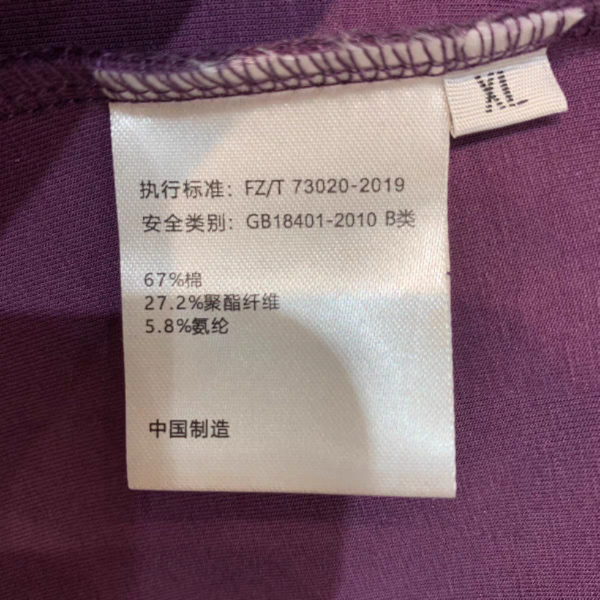 XL
执行标准：FZ/T 73020-2019
安全类别：GB18401-2010 B类
67%棉
27.2%聚酯纤维
5.8%氨纶
中国制造